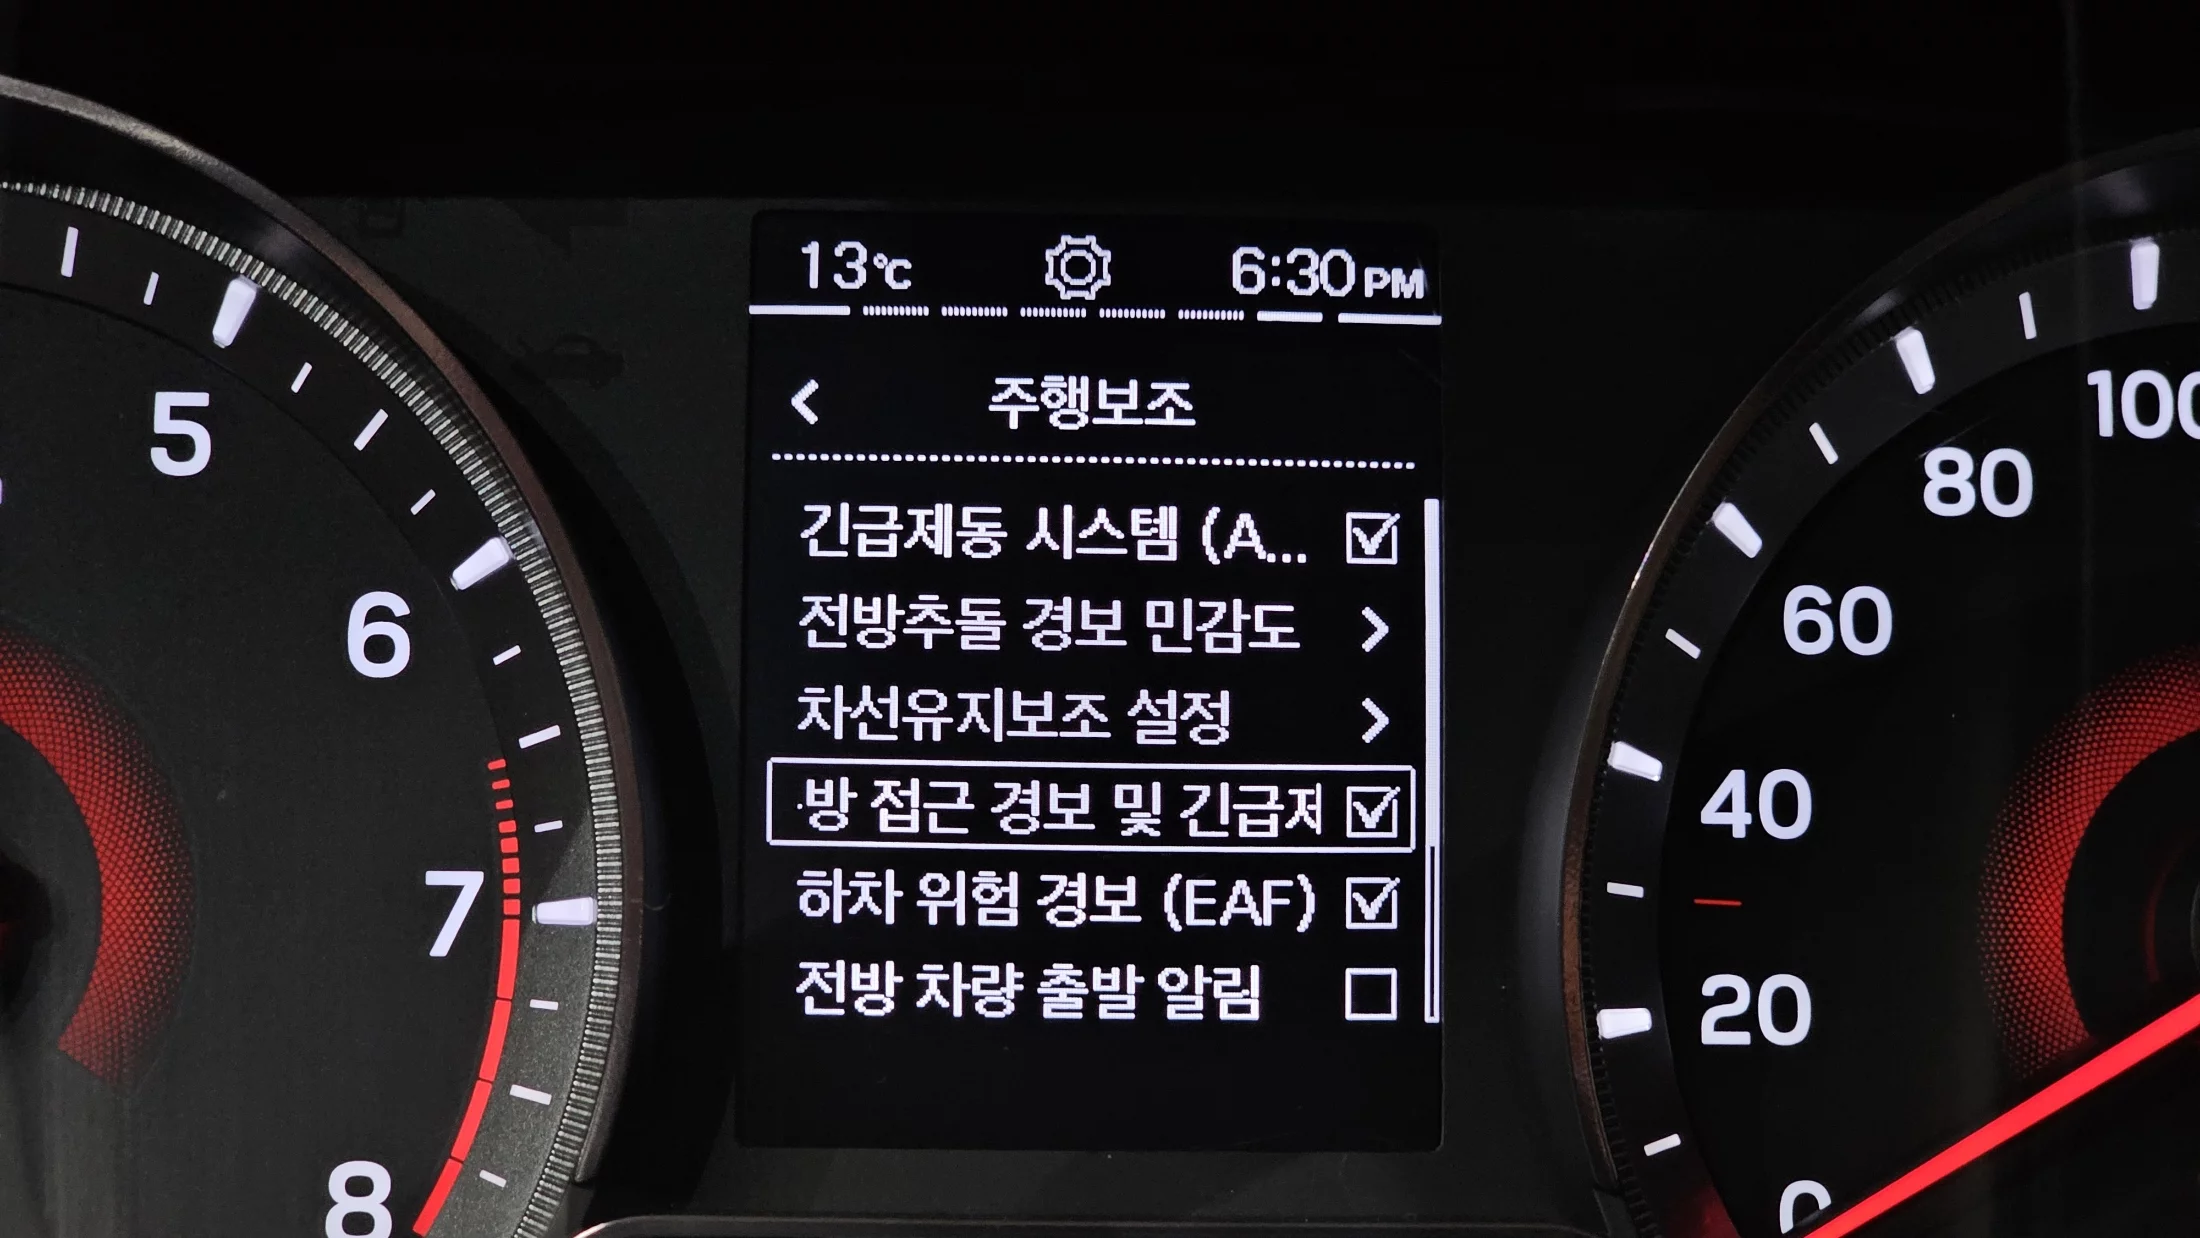 13℃ 6:30 PM
주행보조
긴급제동 시스템 (A...
전방추돌 경보 민감도
차선유지보조 설정
방 접근 경보 및 긴급제
하차 위험 경보 (EAF)
전방 차량 출발 알림
5
6
7
8
100
80
60
40
20
0